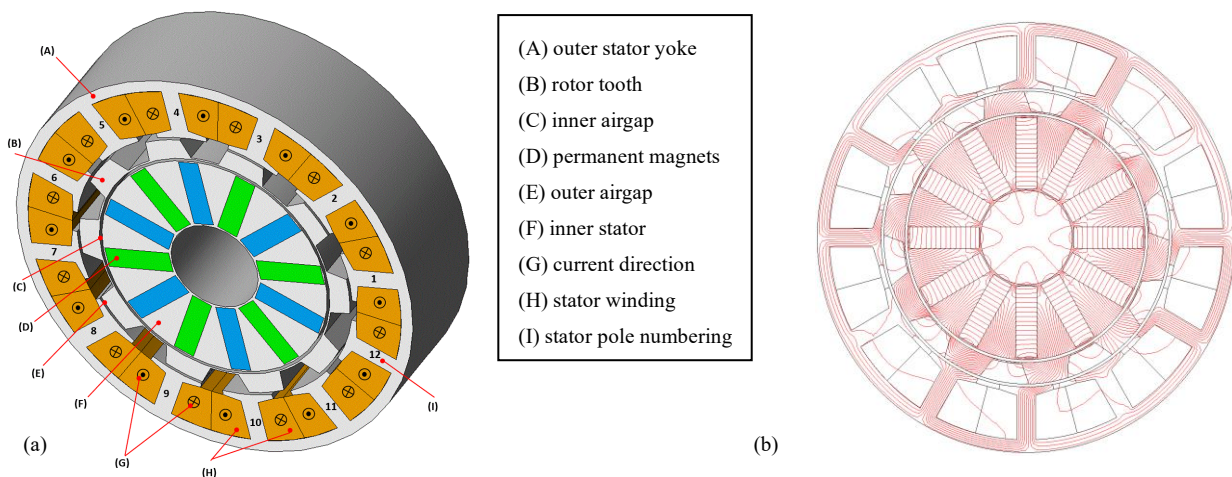 (A)
(B)
(C)
(D)
(E)
(F)
(G)
(H)
(I)
1
2
3
4
5
6
7
8
9
10
11
12
(a)
(A) outer stator yoke
(B) rotor tooth
(C) inner airgap
(D) permanent magnets
(E) outer airgap
(F) inner stator
(G) current direction
(H) stator winding
(I) stator pole numbering
(b)